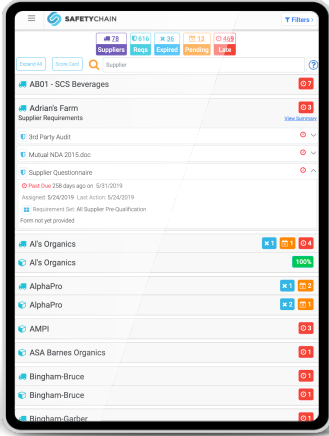 SAFETYCHAIN
Filters
78 616 36 13 469
Suppliers Reqs Expired Pending Late
Expand All Score Card Supplier
AB01 - SCS Beverages 7
Adrian's Farm 3
Supplier Requirements View Summary
3rd Party Audit
Mutual NDA 2015.doc
Supplier Questionnaire
Past Due 258 days ago on 5/31/2019
Assigned: 5/24/2019 Last Action: 5/24/2019
Requirement Set: All Supplier Pre-Qualification
Form not yet provided
Al's Organics 1 1 4
Al's Organics 100%
AlphaPro 1 2
AlphaPro 2 1
AMPI 3
ASA Barnes Organics 1
Bingham-Bruce 1
Bingham-Bruce 1
Bingham-Garber 1